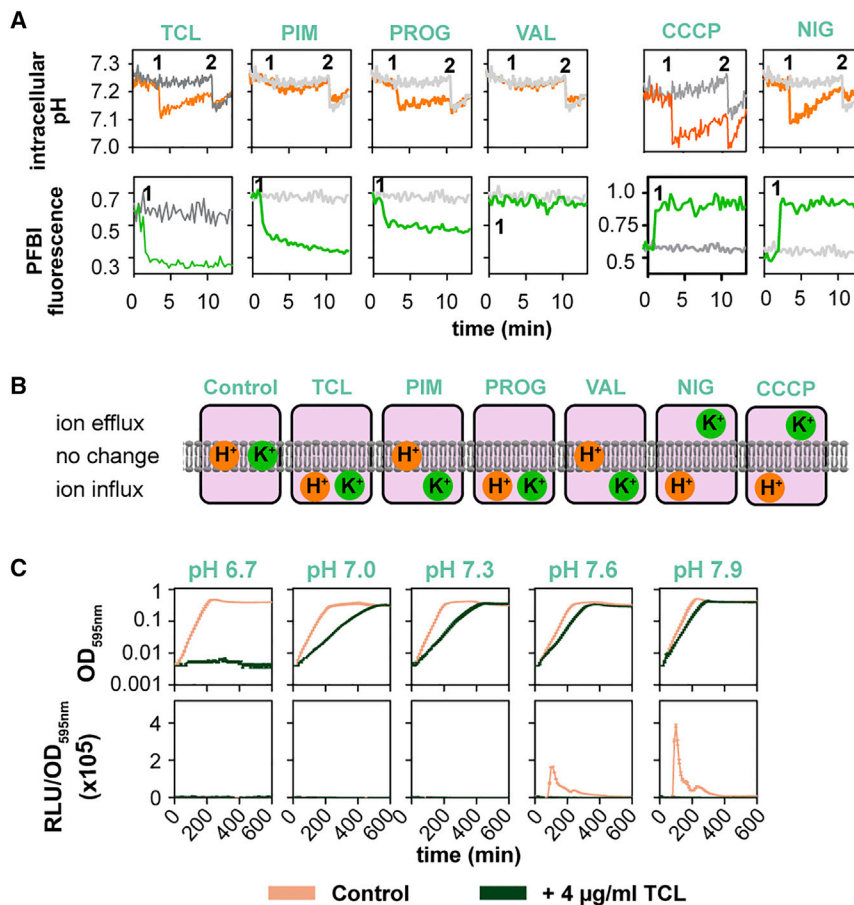 A
TCL PIM PROG VAL CCCP NIG
intracellular pH
7.3
7.2
7.1
7.0
1 2 1 2 1 2 1 2 1 2 1 2
PFBI fluorescence
0.7
0.5
0.3
1 1 1 1
1.0
0.75
0.5
1 1
0 5 10 0 5 10 0 5 10 0 5 10 0 5 10 0 5 10
time (min)
B
Control TCL PIM PROG VAL NIG CCCP
ion efflux K+ K+
no change H+ K+ H+ H+
ion influx H+ K+ K+ H+ K+ K+ H+ H+
C
pH 6.7 pH 7.0 pH 7.3 pH 7.6 pH 7.9
OD595nm
1
0.1
0.01
0.001
RLU/OD595nm (x10⁵)
4
2
0
0 200 400 600 0 200 400 600 0 200 400 600 0 200 400 600 0 200 400 600
time (min)
Control + 4 µg/ml TCL